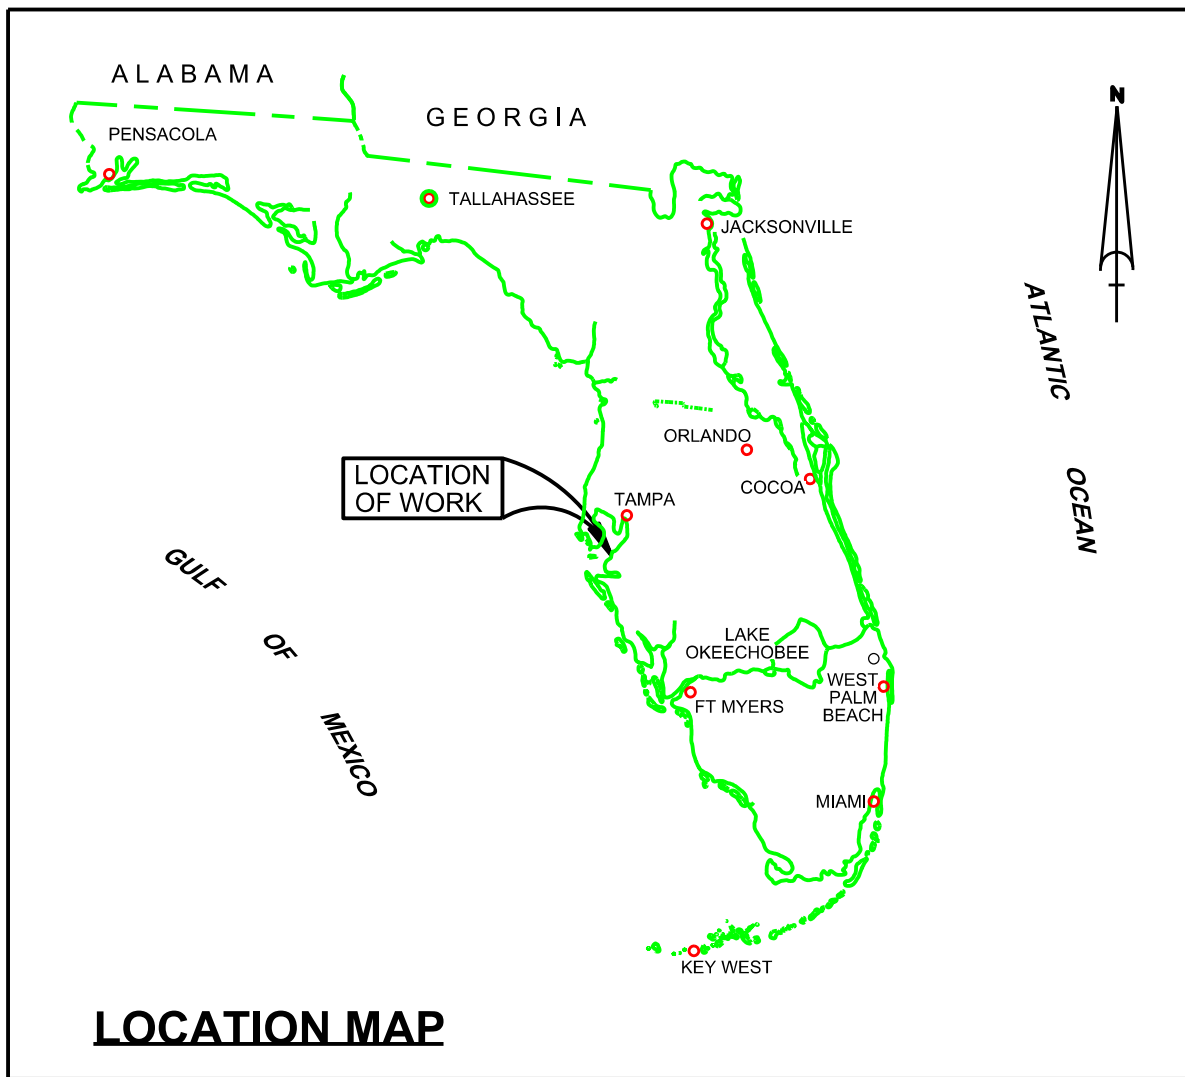 ALABAMA
GEORGIA
N
PENSACOLA
TALLAHASSEE
JACKSONVILLE
ATLANTIC
OCEAN
ORLANDO
COCOA
LOCATION
OF WORK
TAMPA
GULF
OF
MEXICO
LAKE
OKEECHOBEE
WEST
PALM
BEACH
FT MYERS
MIAMI
KEY WEST
LOCATION MAP